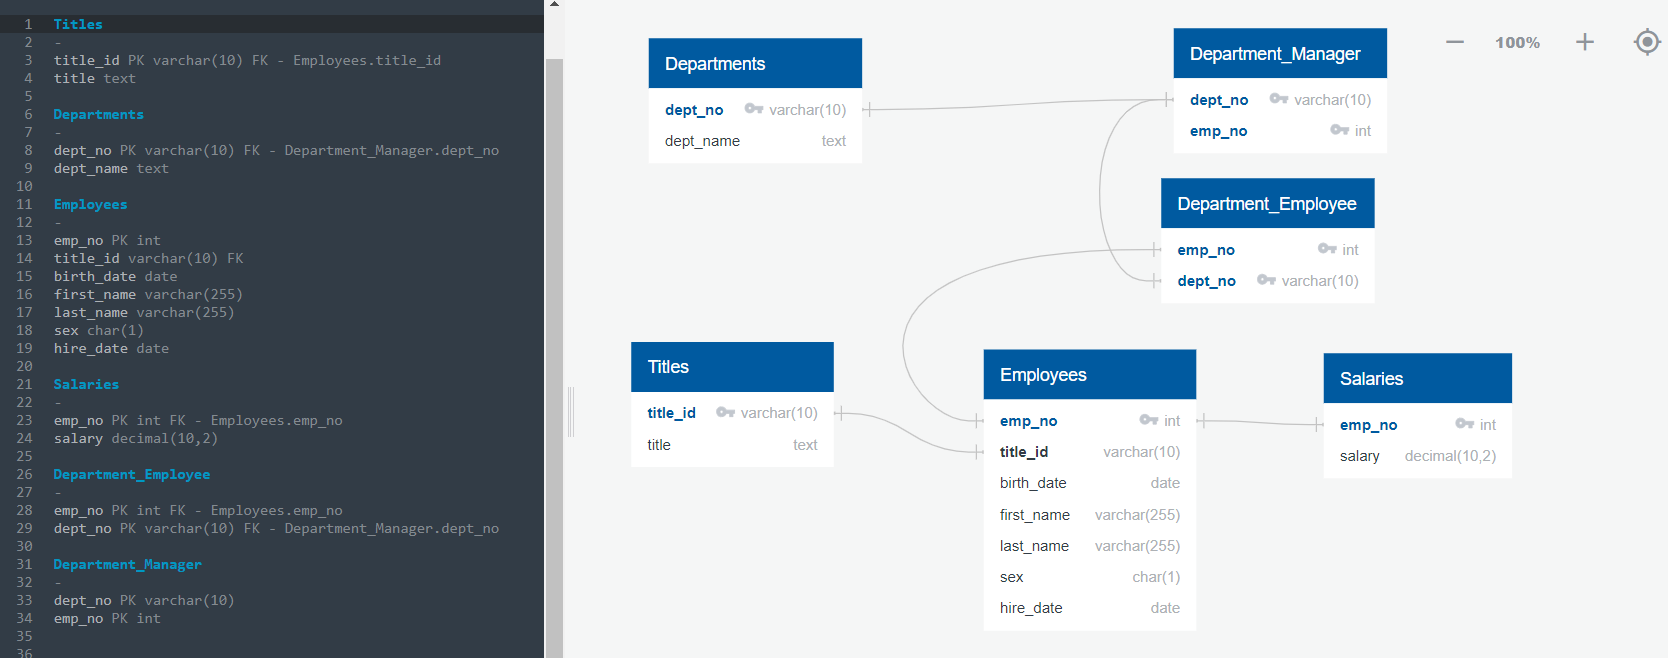 1 Titles
2 -
3 title_id PK varchar(10) FK - Employees.title_id
4 title text
5
6 Departments
7 -
8 dept_no PK varchar(10) FK - Department_Manager.dept_no
9 dept_name text
10
11 Employees
12 -
13 emp_no PK int
14 title_id varchar(10) FK
15 birth_date date
16 first_name varchar(255)
17 last_name varchar(255)
18 sex char(1)
19 hire_date date
20
21 Salaries
22 -
23 emp_no PK int FK - Employees.emp_no
24 salary decimal(10,2)
25
26 Department_Employee
27 -
28 emp_no PK int FK - Employees.emp_no
29 dept_no PK varchar(10) FK - Department_Manager.dept_no
30
31 Department_Manager
32 -
33 dept_no PK varchar(10)
34 emp_no PK int
35
36
Departments
dept_no varchar(10)
dept_name text
Department_Manager
dept_no varchar(10)
emp_no int
100%
Department_Employee
emp_no int
dept_no varchar(10)
Titles
title_id varchar(10)
title text
Employees
emp_no int
title_id varchar(10)
birth_date date
first_name varchar(255)
last_name varchar(255)
sex char(1)
hire_date date
Salaries
emp_no int
salary decimal(10,2)